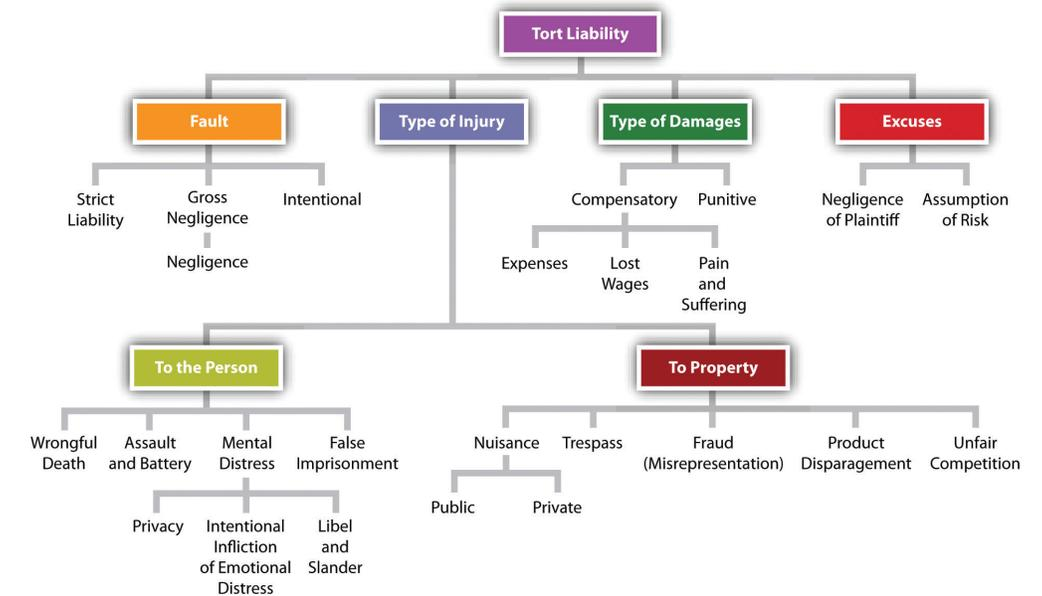 Tort Liability
Fault
Type of Injury
Type of Damages
Excuses
Strict
Liability
Gross
Negligence
Intentional
Negligence
Compensatory
Punitive
Expenses
Lost
Wages
Pain
and
Suffering
Negligence
of Plaintiff
Assumption
of Risk
To the Person
To Property
Wrongful
Death
Assault
and Battery
Mental
Distress
False
Imprisonment
Privacy
Intentional
Infliction
of Emotional
Distress
Libel
and
Slander
Nuisance
Trespass
Fraud
(Misrepresentation)
Product
Disparagement
Unfair
Competition
Public
Private